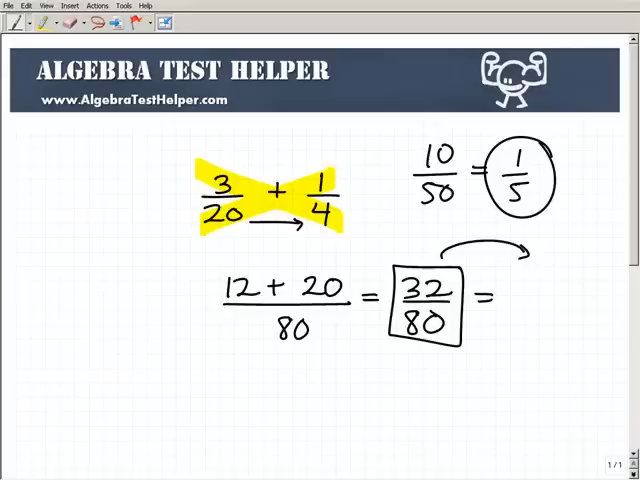 File Edit View Insert Actions Tools Help
ALGEBRA TEST HELPER
www.AlgebraTestHelper.com
3/20 + 1/4
10/50 = 1/5
12 + 20/80 = 32/80 =
1/1